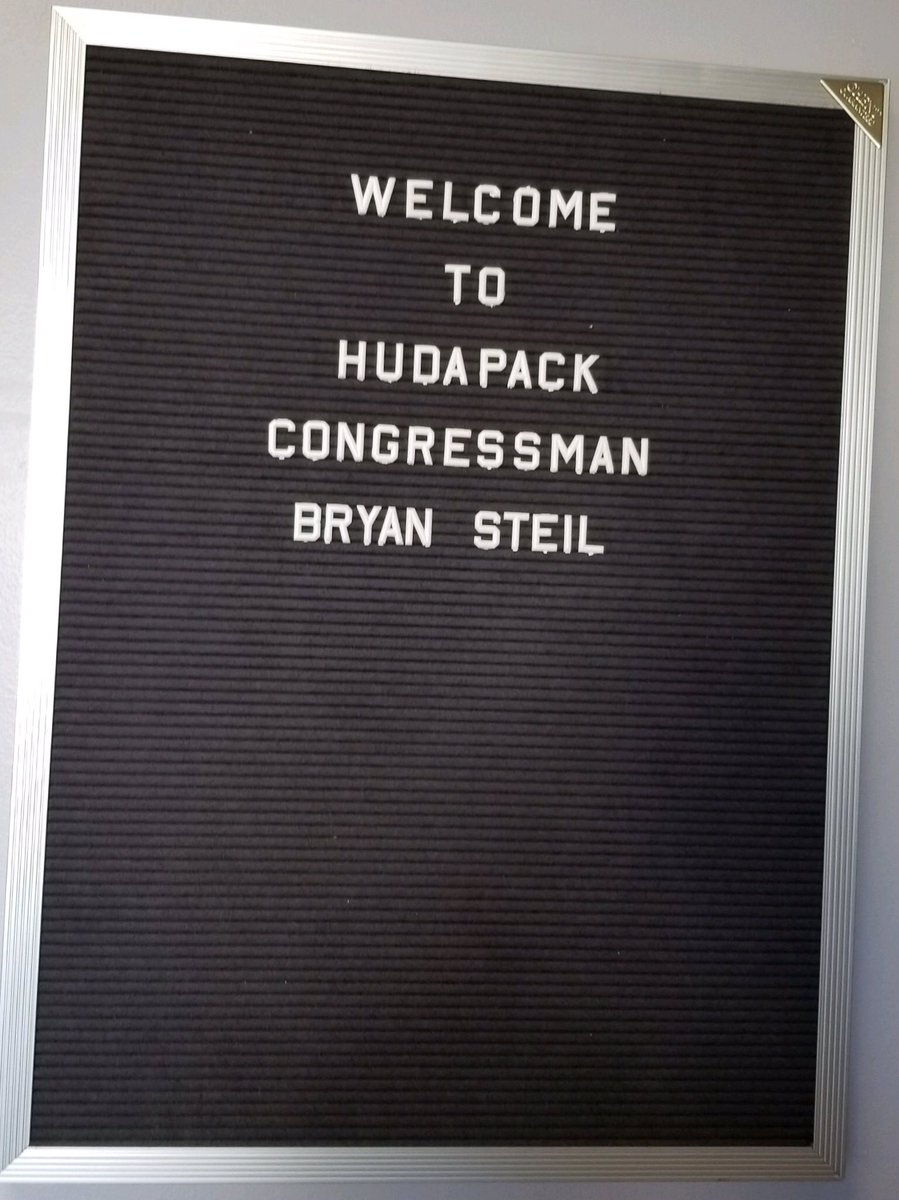 WELCOME
TO
HUDAPACK
CONGRESSMAN
BRYAN STEIL